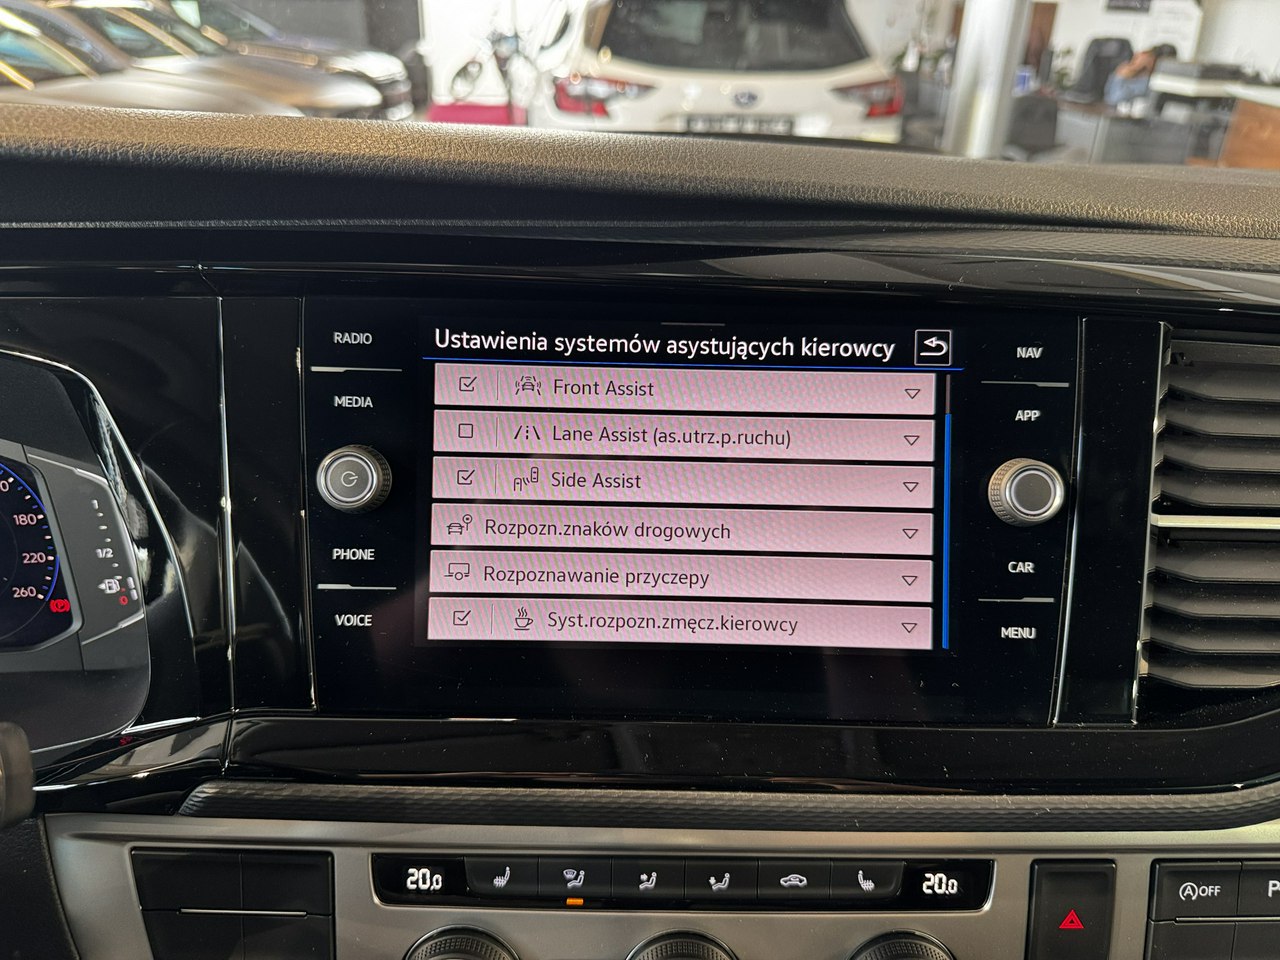 RADIO
MEDIA
PHONE
VOICE
Ustawienia systemów asystujących kierowcy
Front Assist
Lane Assist (as.utrz.p.ruchu)
Side Assist
Rozpozn.znaków drogowych
Rozpoznawanie przyczepy
Syst.rozpozn.zmęcz.kierowcy
NAV
APP
CAR
MENU
180
220
260
1/2
0
20,0
20,0
A OFF
P